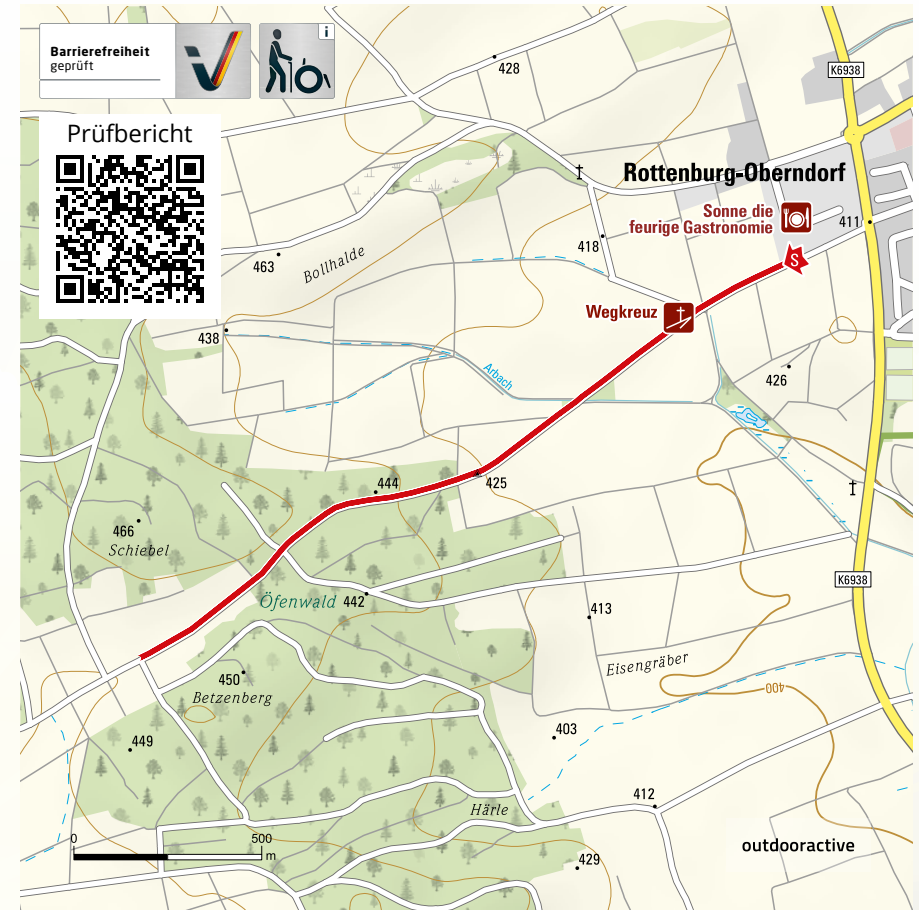 Barrierefreiheit
geprüft
i
428
K6938
Prüfbericht
Rottenburg-Oberndorf
Sonne die
feurige Gastronomie
411
418
S
463
Bollhalde
Wegkreuz
438
Arbach
426
444
425
466
Schiebel
K6938
Öfenwald
442
413
Eisengräber
450
Betzenberg
400
449
403
412
Härle
0
500
m
outdooractive
429